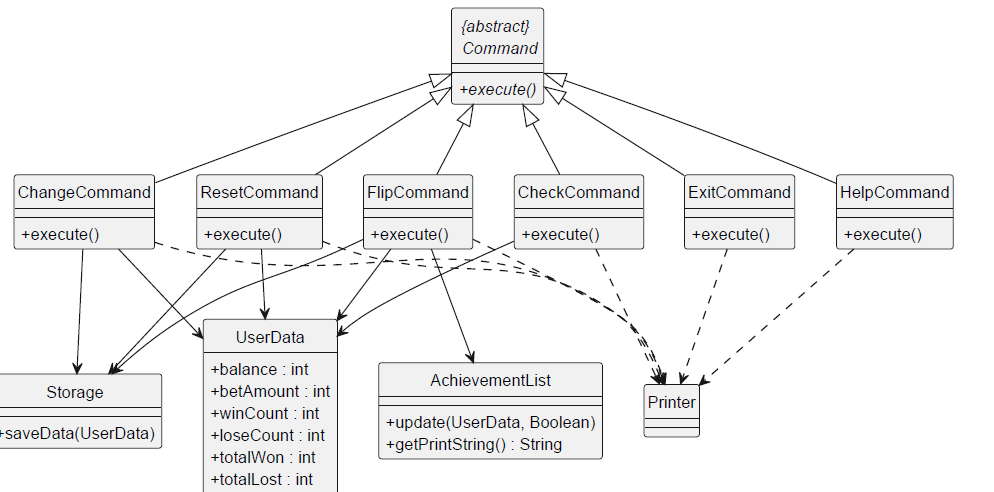 {abstract}
Command
+execute()
ChangeCommand
+execute()
ResetCommand
+execute()
FlipCommand
+execute()
CheckCommand
+execute()
ExitCommand
+execute()
HelpCommand
+execute()
Storage
+saveData(UserData)
UserData
+balance : int
+betAmount : int
+winCount : int
+loseCount : int
+totalWon : int
+totalLost : int
AchievementList
+update(UserData, Boolean)
+getPrintString() : String
Printer